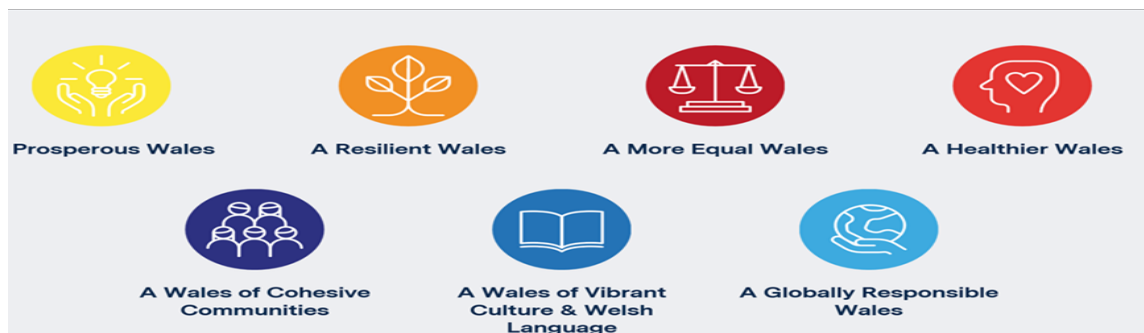 Prosperous Wales
A Resilient Wales
A More Equal Wales
A Healthier Wales
A Wales of Cohesive
Communities
A Wales of Vibrant
Culture & Welsh
Language
A Globally Responsible
Wales